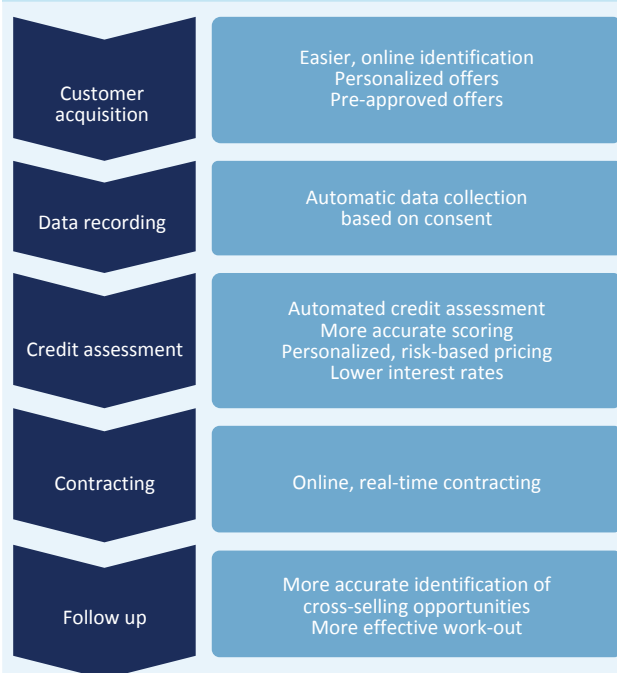 Customer
acquisition
Easier, online identification
Personalized offers
Pre-approved offers
Data recording
Automatic data collection
based on consent
Credit assessment
Automated credit assessment
More accurate scoring
Personalized, risk-based pricing
Lower interest rates
Contracting
Online, real-time contracting
Follow up
More accurate identification of
cross-selling opportunities
More effective work-out